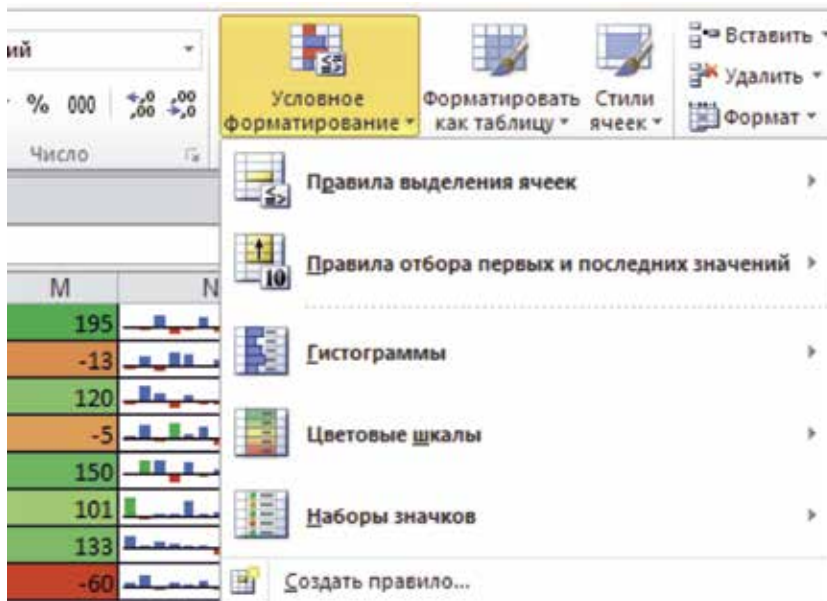 ий
% 000 ,0 ,00 ,00 ,0
Число
Условное
форматирование
Форматировать
как таблицу
Стили
ячеек
Вставить
Удалить
Формат
Правила выделения ячеек
Правила отбора первых и последних значений
10
Гистограммы
Цветовые шкалы
Наборы значков
Создать правило...
M N
195
-13
120
-5
150
101
133
-60